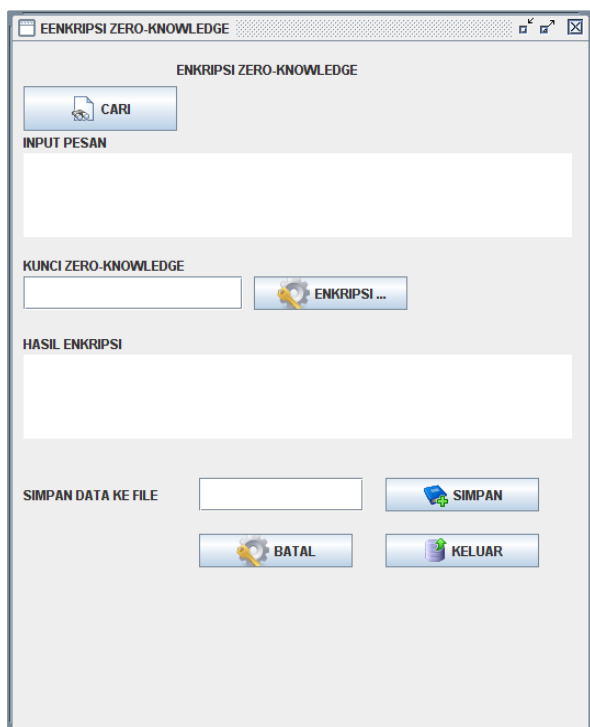 EENKRIPSI ZERO-KNOWLEDGE
ENKRIPSI ZERO-KNOWLEDGE
CARI
INPUT PESAN
KUNCI ZERO-KNOWLEDGE
ENKRIPSI ...
HASIL ENKRIPSI
SIMPAN DATA KE FILE
SIMPAN
BATAL
KELUAR